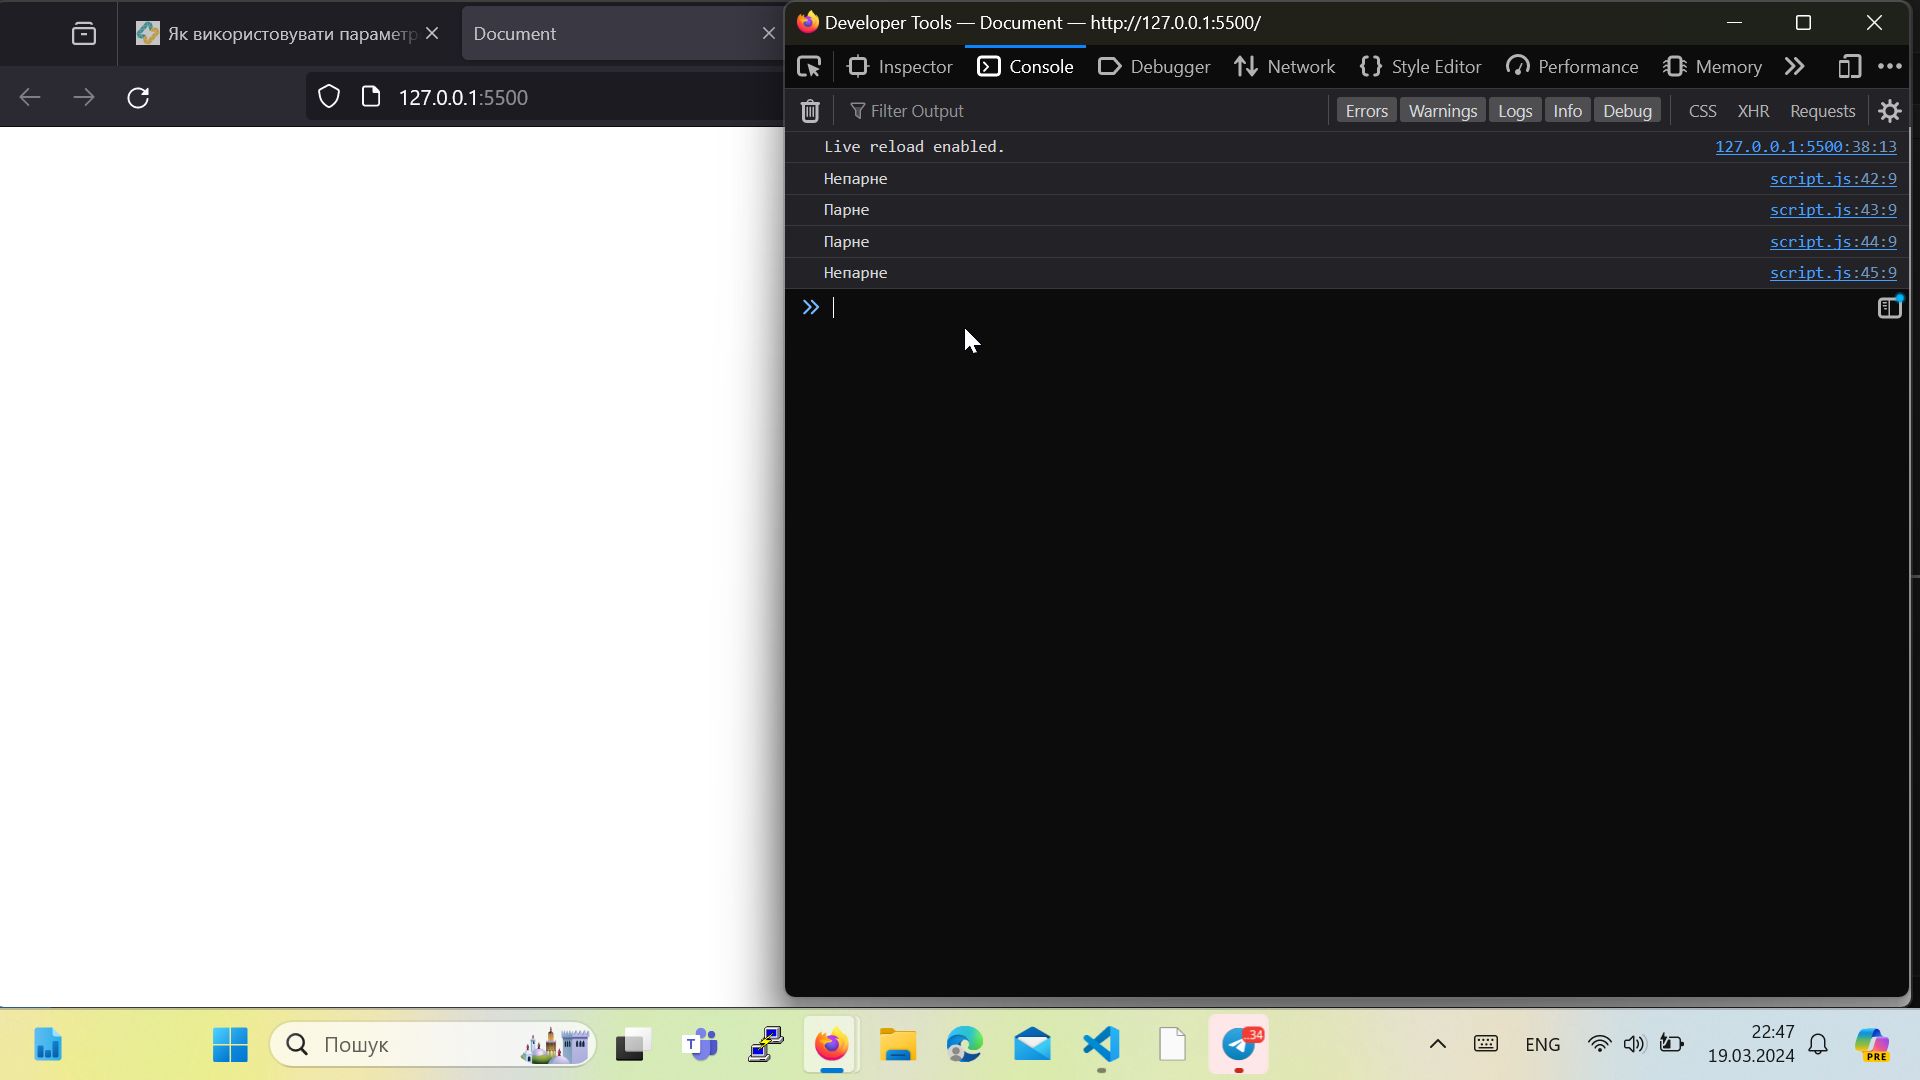 Як використовувати параметр
Document
127.0.0.1:5500
Developer Tools — Document — http://127.0.0.1:5500/
Inspector
Console
Debugger
Network
Style Editor
Performance
Memory
Filter Output
Errors
Warnings
Logs
Info
Debug
CSS
XHR
Requests
Live reload enabled.
127.0.0.1:5500:38:13
Непарне
script.js:42:9
Парне
script.js:43:9
Парне
script.js:44:9
Непарне
script.js:45:9
Пошук
T
34
ENG
22:47
19.03.2024
PRE